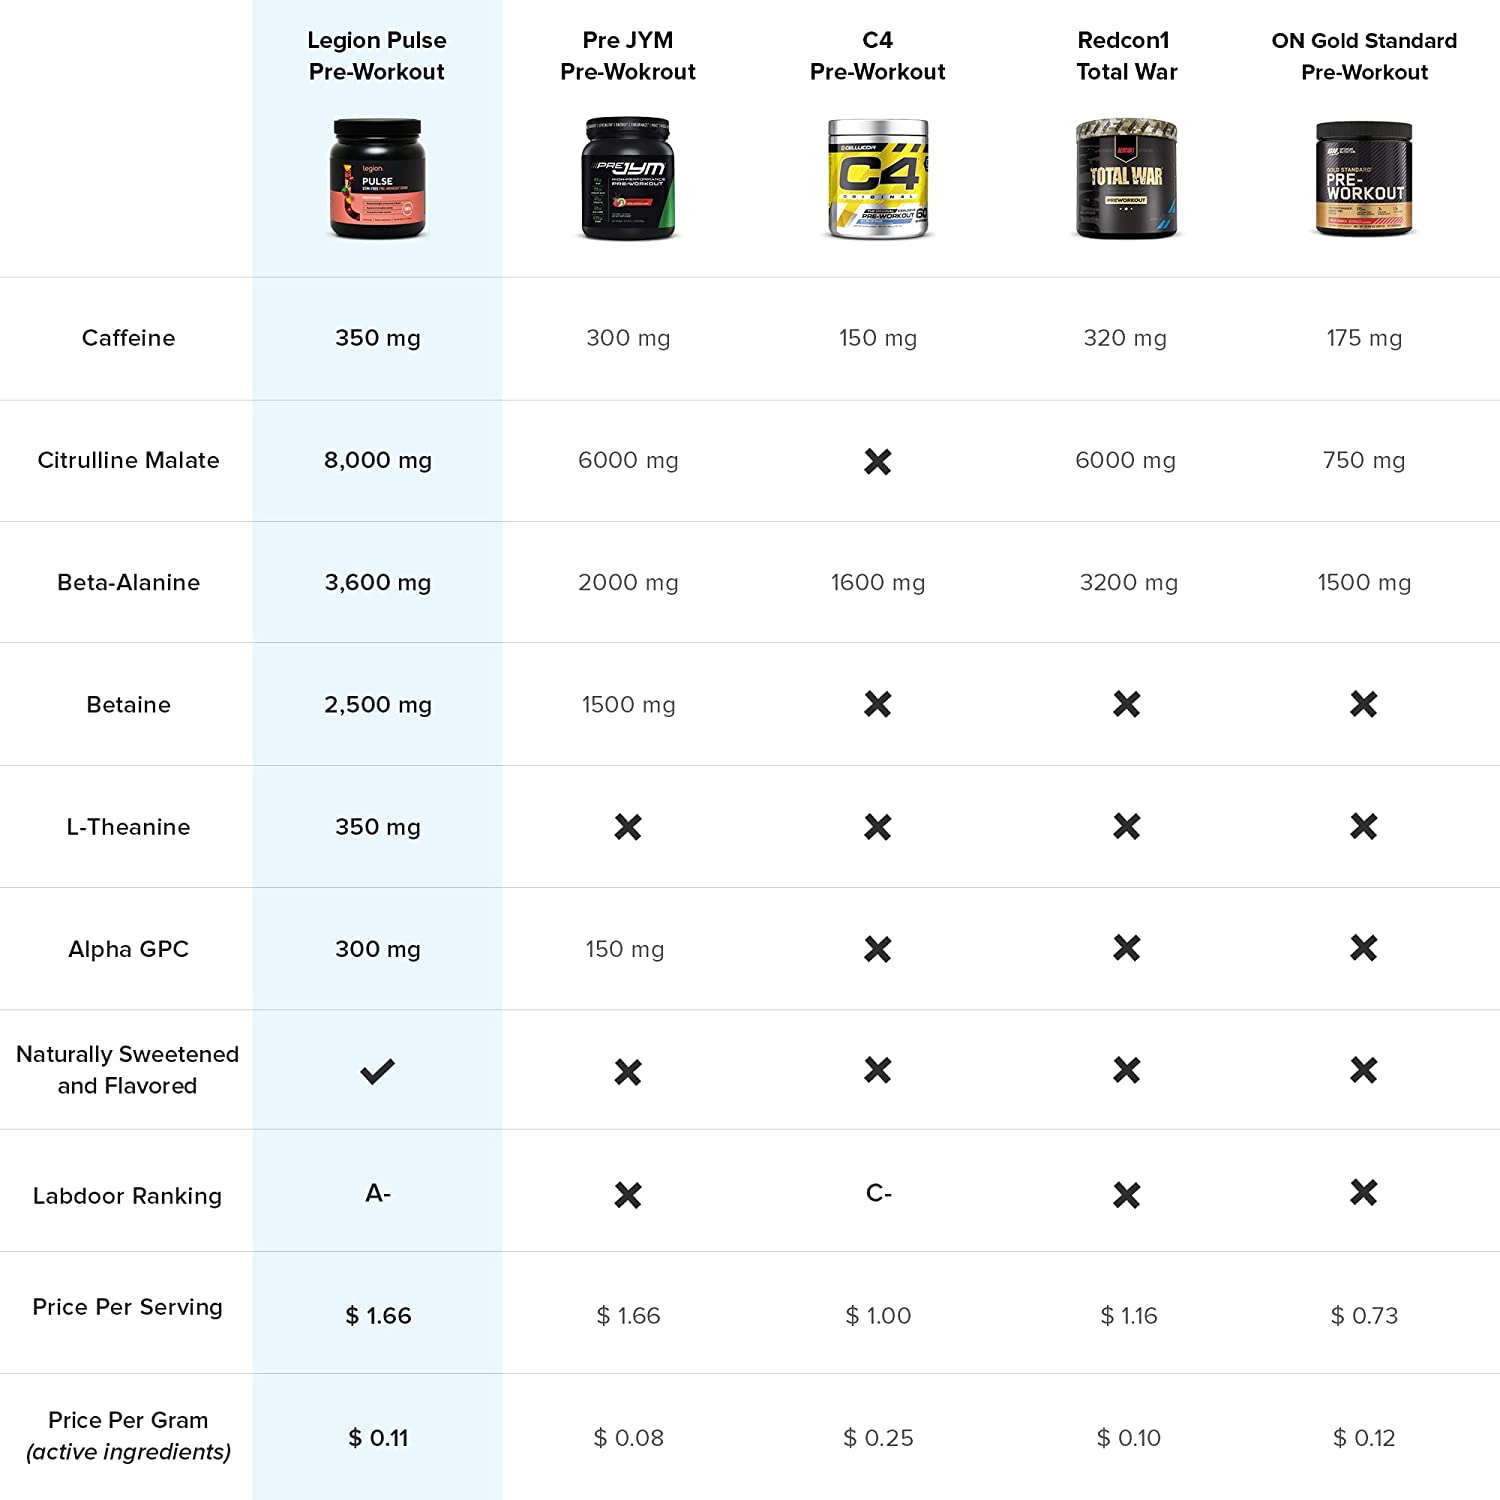 Legion Pulse
Pre-Workout
Pre JYM
Pre-Wokrout
C4
Pre-Workout
Redcon1
Total War
ON Gold Standard
Pre-Workout
legion
PULSE
PRE JYM
HIGH-PERFORMANCE
PRE-WORKOUT
CELLUCOR
C4
ORIGINAL
PRE-WORKOUT
60
REDCON1
TOTAL WAR
PREWORKOUT
ON
GOLD STANDARD
PRE-
WORKOUT
Caffeine 350 mg 300 mg 150 mg 320 mg 175 mg
Citrulline Malate 8,000 mg 6000 mg 6000 mg 750 mg
Beta-Alanine 3,600 mg 2000 mg 1600 mg 3200 mg 1500 mg
Betaine 2,500 mg 1500 mg
L-Theanine 350 mg
Alpha GPC 300 mg 150 mg
Naturally Sweetened
and Flavored
Labdoor Ranking A- C-
Price Per Serving $ 1.66 $ 1.66 $ 1.00 $ 1.16 $ 0.73
Price Per Gram
(active ingredients) $ 0.11 $ 0.08 $ 0.25 $ 0.10 $ 0.12